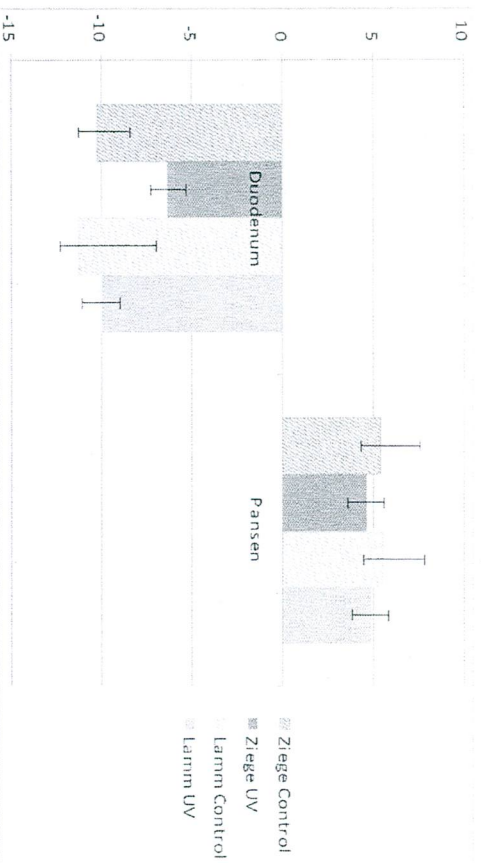 10
5
0
-5
-10
-15
Duodenum
Pansen
Ziege Control
Ziege UV
Lamm Control
Lamm UV